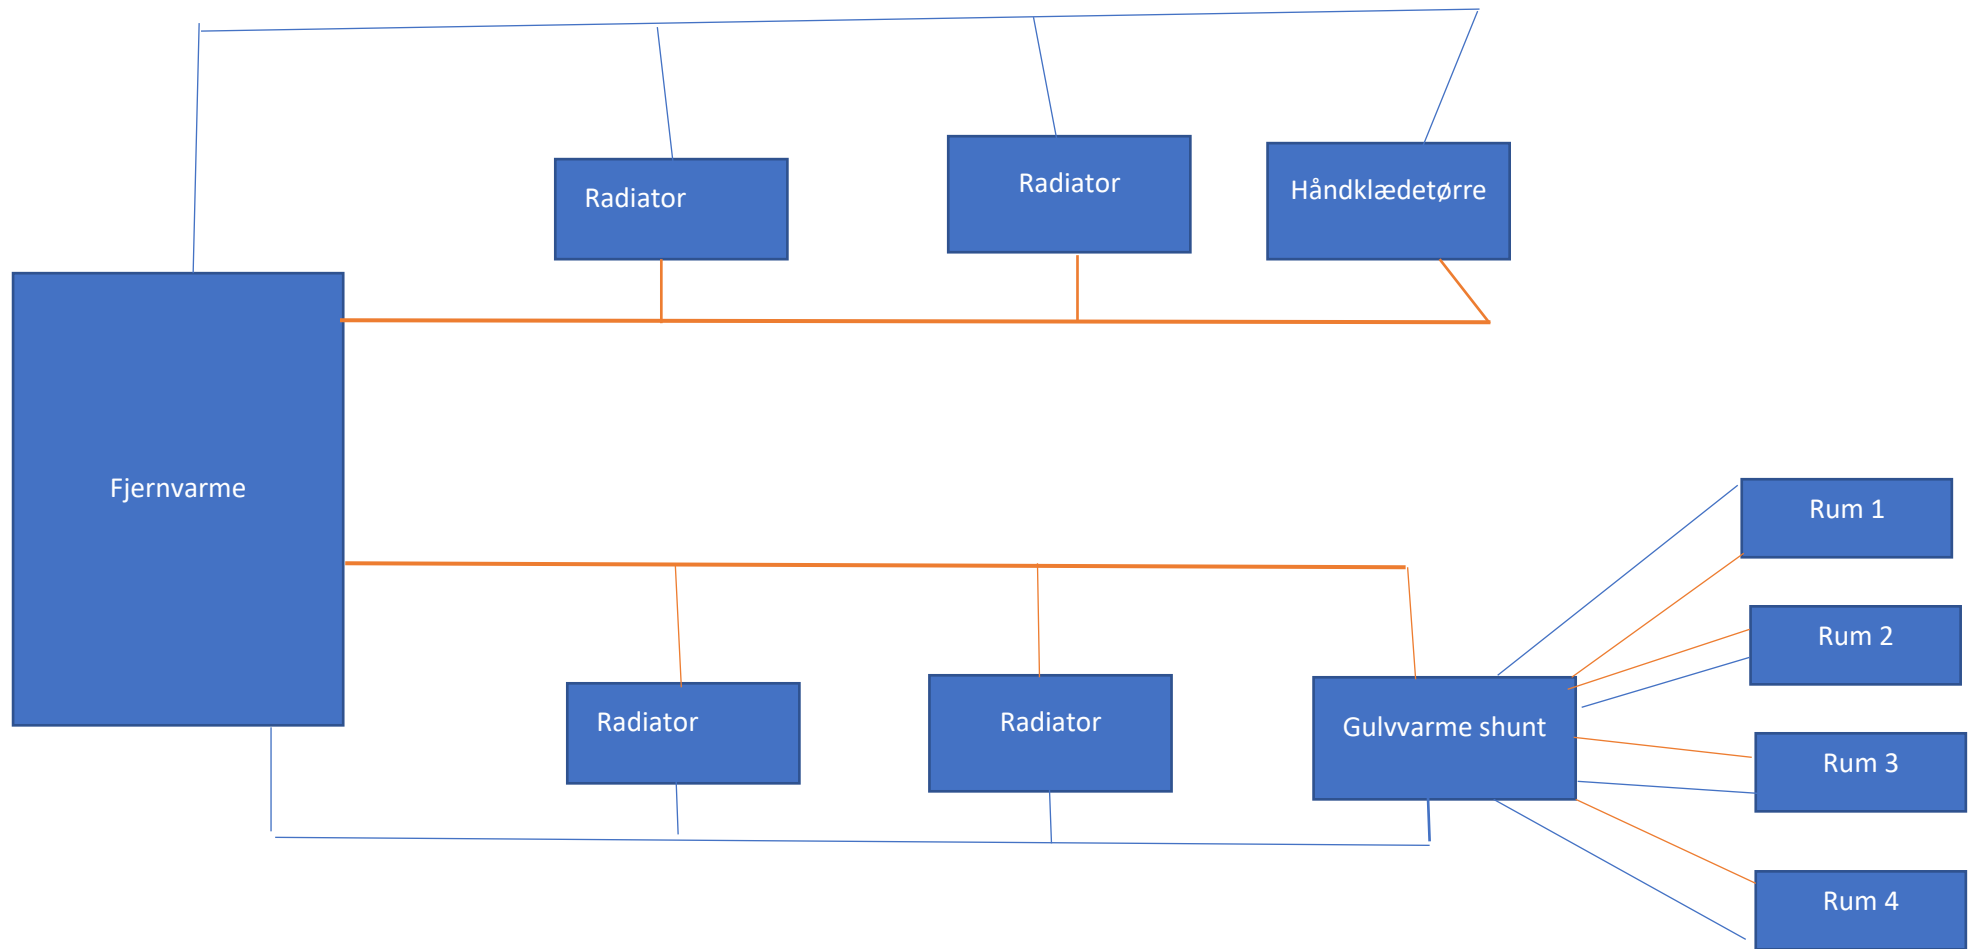 Radiator
Radiator
Håndklædetørre
Fjernvarme
Radiator
Radiator
Gulvvarme shunt
Rum 1
Rum 2
Rum 3
Rum 4